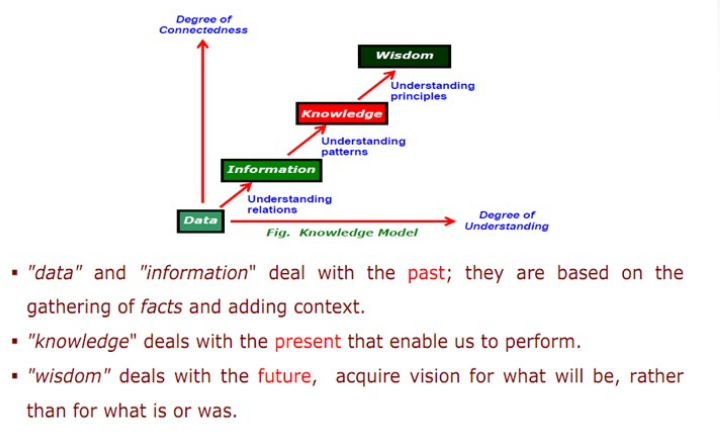 Degree of
Connectedness
Wisdom
Understanding
principles
Knowledge
Understanding
patterns
Information
Understanding
relations
Data
Degree of
Understanding
Fig. Knowledge Model
▪ "data" and "information" deal with the past; they are based on the
gathering of facts and adding context.
▪ "knowledge" deals with the present that enable us to perform.
▪ "wisdom" deals with the future, acquire vision for what will be, rather
than for what is or was.